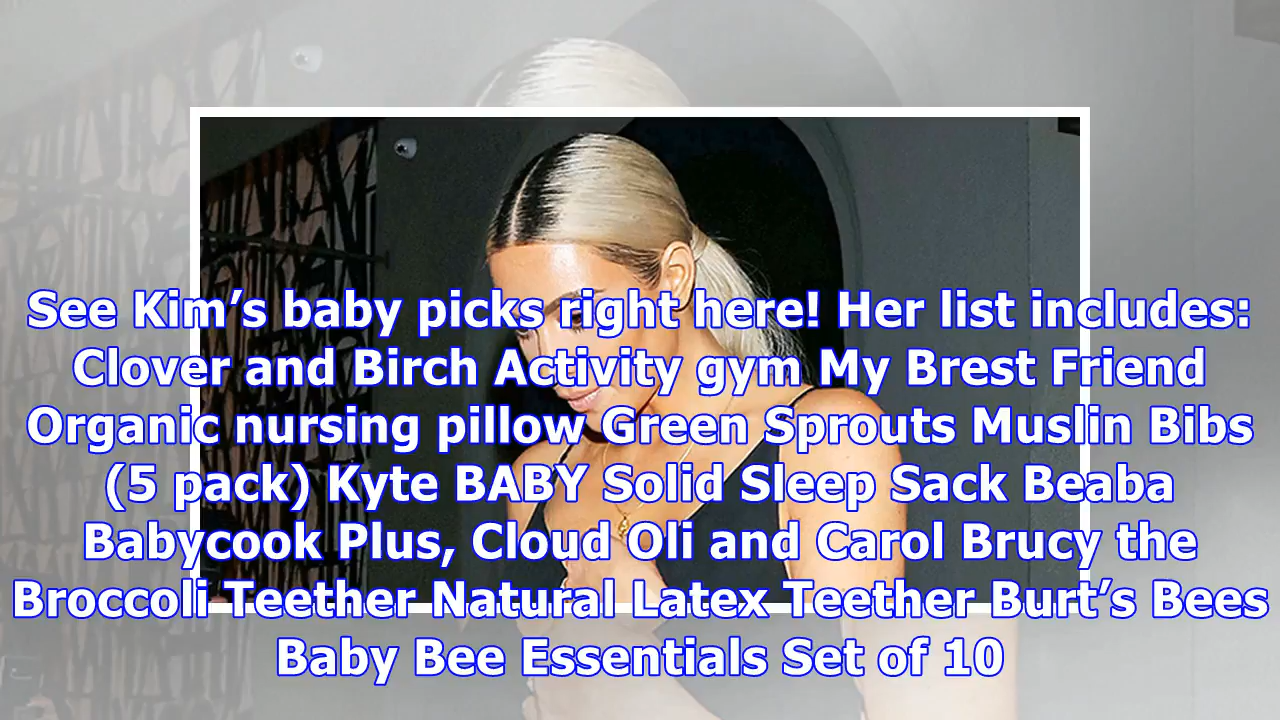 See Kim’s baby picks right here! Her list includes:
Clover and Birch Activity gym My Brest Friend
Organic nursing pillow Green Sprouts Muslin Bibs
(5 pack) Kyte BABY Solid Sleep Sack Beaba
Babycook Plus, Cloud Oli and Carol Brucy the
Broccoli Teether Natural Latex Teether Burt’s Bees
Baby Bee Essentials Set of 10